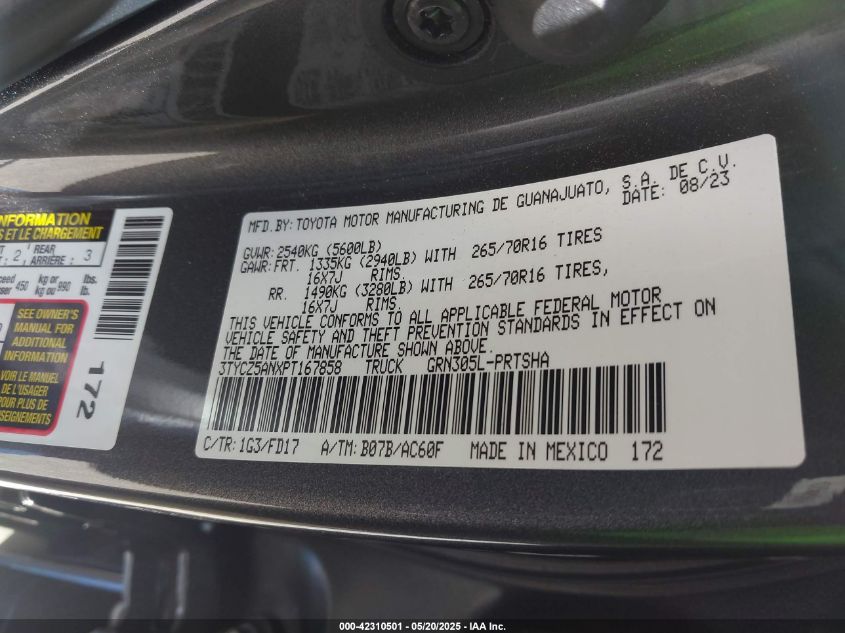 INFORMATION
S ET LE CHARGEMENT
: 2 REAR
ARRIÈRE : 3
450 kg or 990 lbs.
kg ou lb.
SEE OWNER'S
MANUAL FOR
ADDITIONAL
INFORMATION
VOIR LE MANUEL
DE L'USAGER
POUR PLUS DE
RENSEIGNEMENTS
172
MFD.BY:TOYOTA MOTOR MANUFACTURING DE GUANAJUATO, S.A. DE C.V.
DATE: 08/23
GVWR:2540KG (5600LB)
GAWR:FRT. 1335KG (2940LB) WITH 265/70R16 TIRES
16X7J RIMS,
RR. 1490KG (3280LB) WITH 265/70R16 TIRES,
16X7J RIMS.
THIS VEHICLE CONFORMS TO ALL APPLICABLE FEDERAL MOTOR
VEHICLE SAFETY AND THEFT PREVENTION STANDARDS IN EFFECT ON
THE DATE OF MANUFACTURE SHOWN ABOVE.
3TYCZ5ANXPT167858 TRUCK GRN305L-PRTSHA
C/TR:1G3/FD17 A/TM:B07B/AC60F MADE IN MEXICO 172
000-42310501 - 05/20/2025 - IAA Inc.